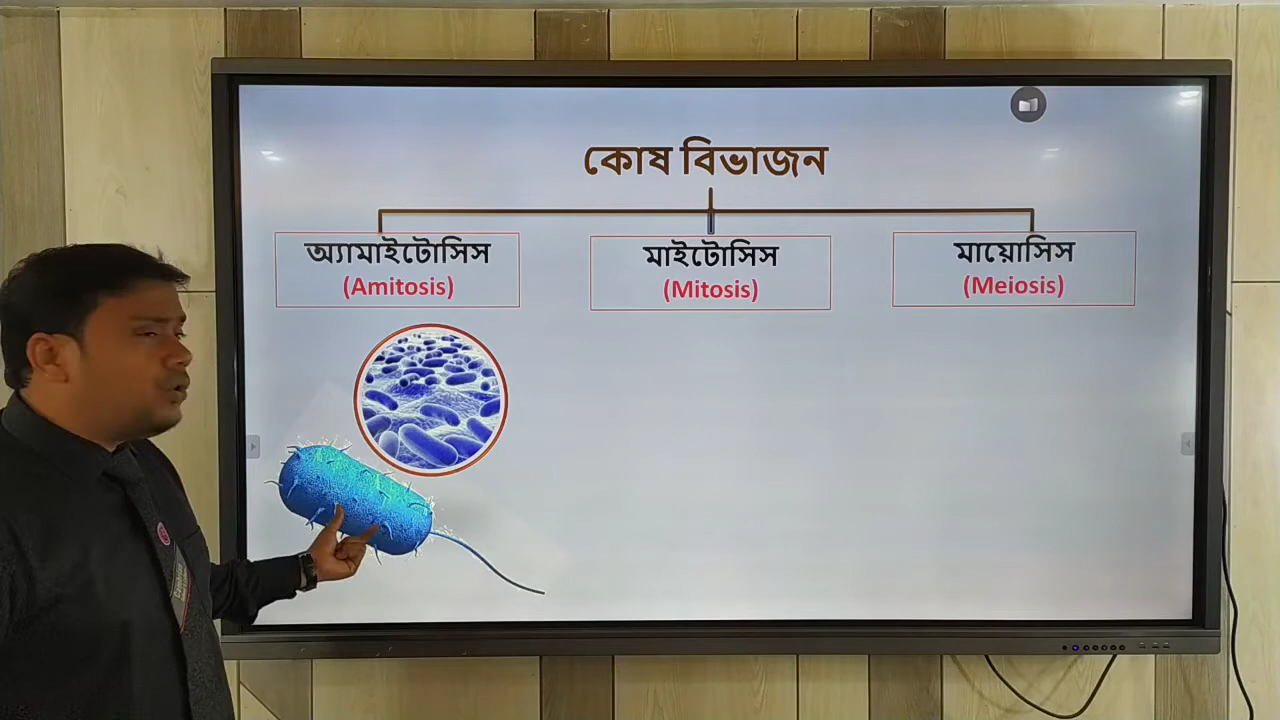 কোষ বিভাজন
অ্যামাইটোসিস
(Amitosis)
মাইটোসিস
(Mitosis)
মায়োসিস
(Meiosis)